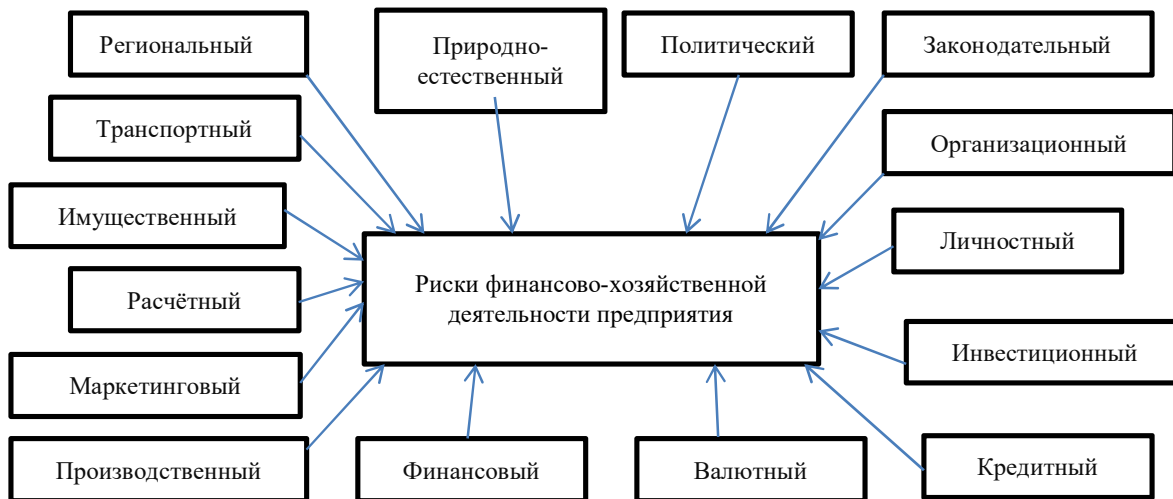 Региональный
Природно-
естественный
Политический
Законодательный
Транспортный
Организационный
Имущественный
Личностный
Риски финансово-хозяйственной
деятельности предприятия
Расчётный
Инвестиционный
Маркетинговый
Производственный
Финансовый
Валютный
Кредитный